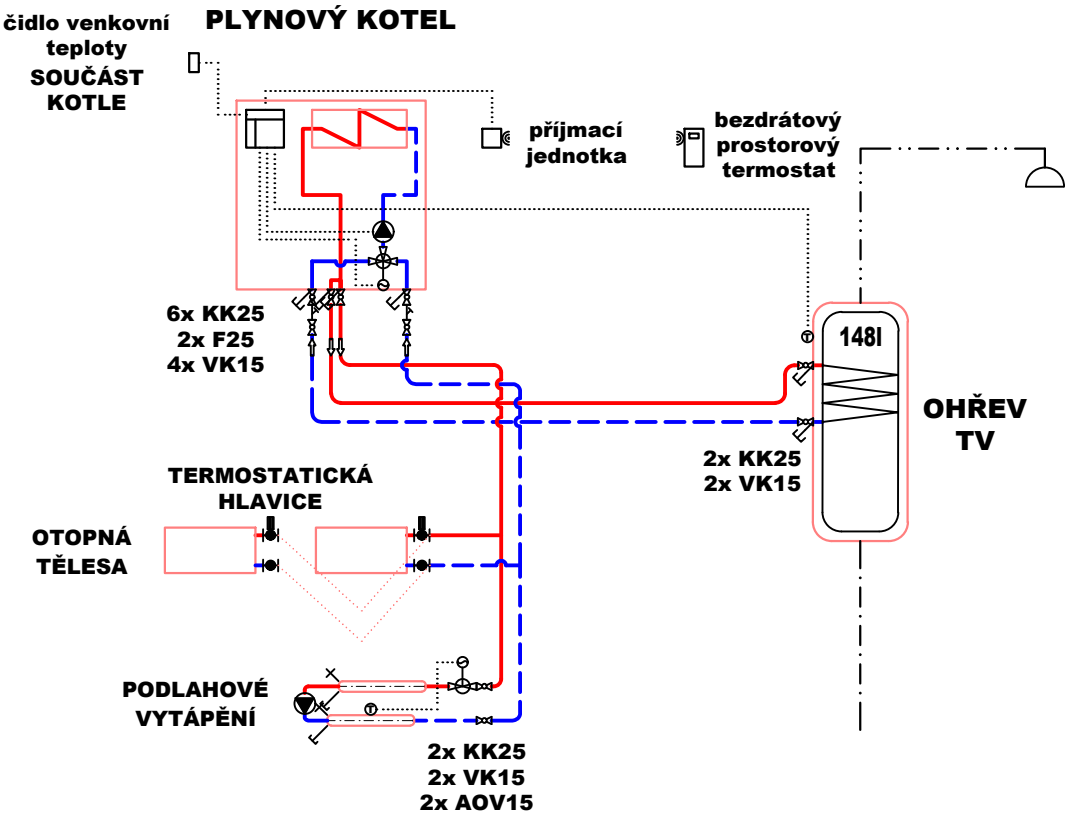 čidlo venkovní
teploty
SOUČÁST
KOTLE
PLYNOVÝ KOTEL
příjmací
jednotka
bezdrátový
prostorový
termostat
6x KK25
2x F25
4x VK15
T
148l
OHŘEV
TV
2x KK25
2x VK15
TERMOSTATICKÁ
HLAVICE
OTOPNÁ
TĚLESA
PODLAHOVÉ
VYTÁPĚNÍ
T
2x KK25
2x VK15
2x AOV15